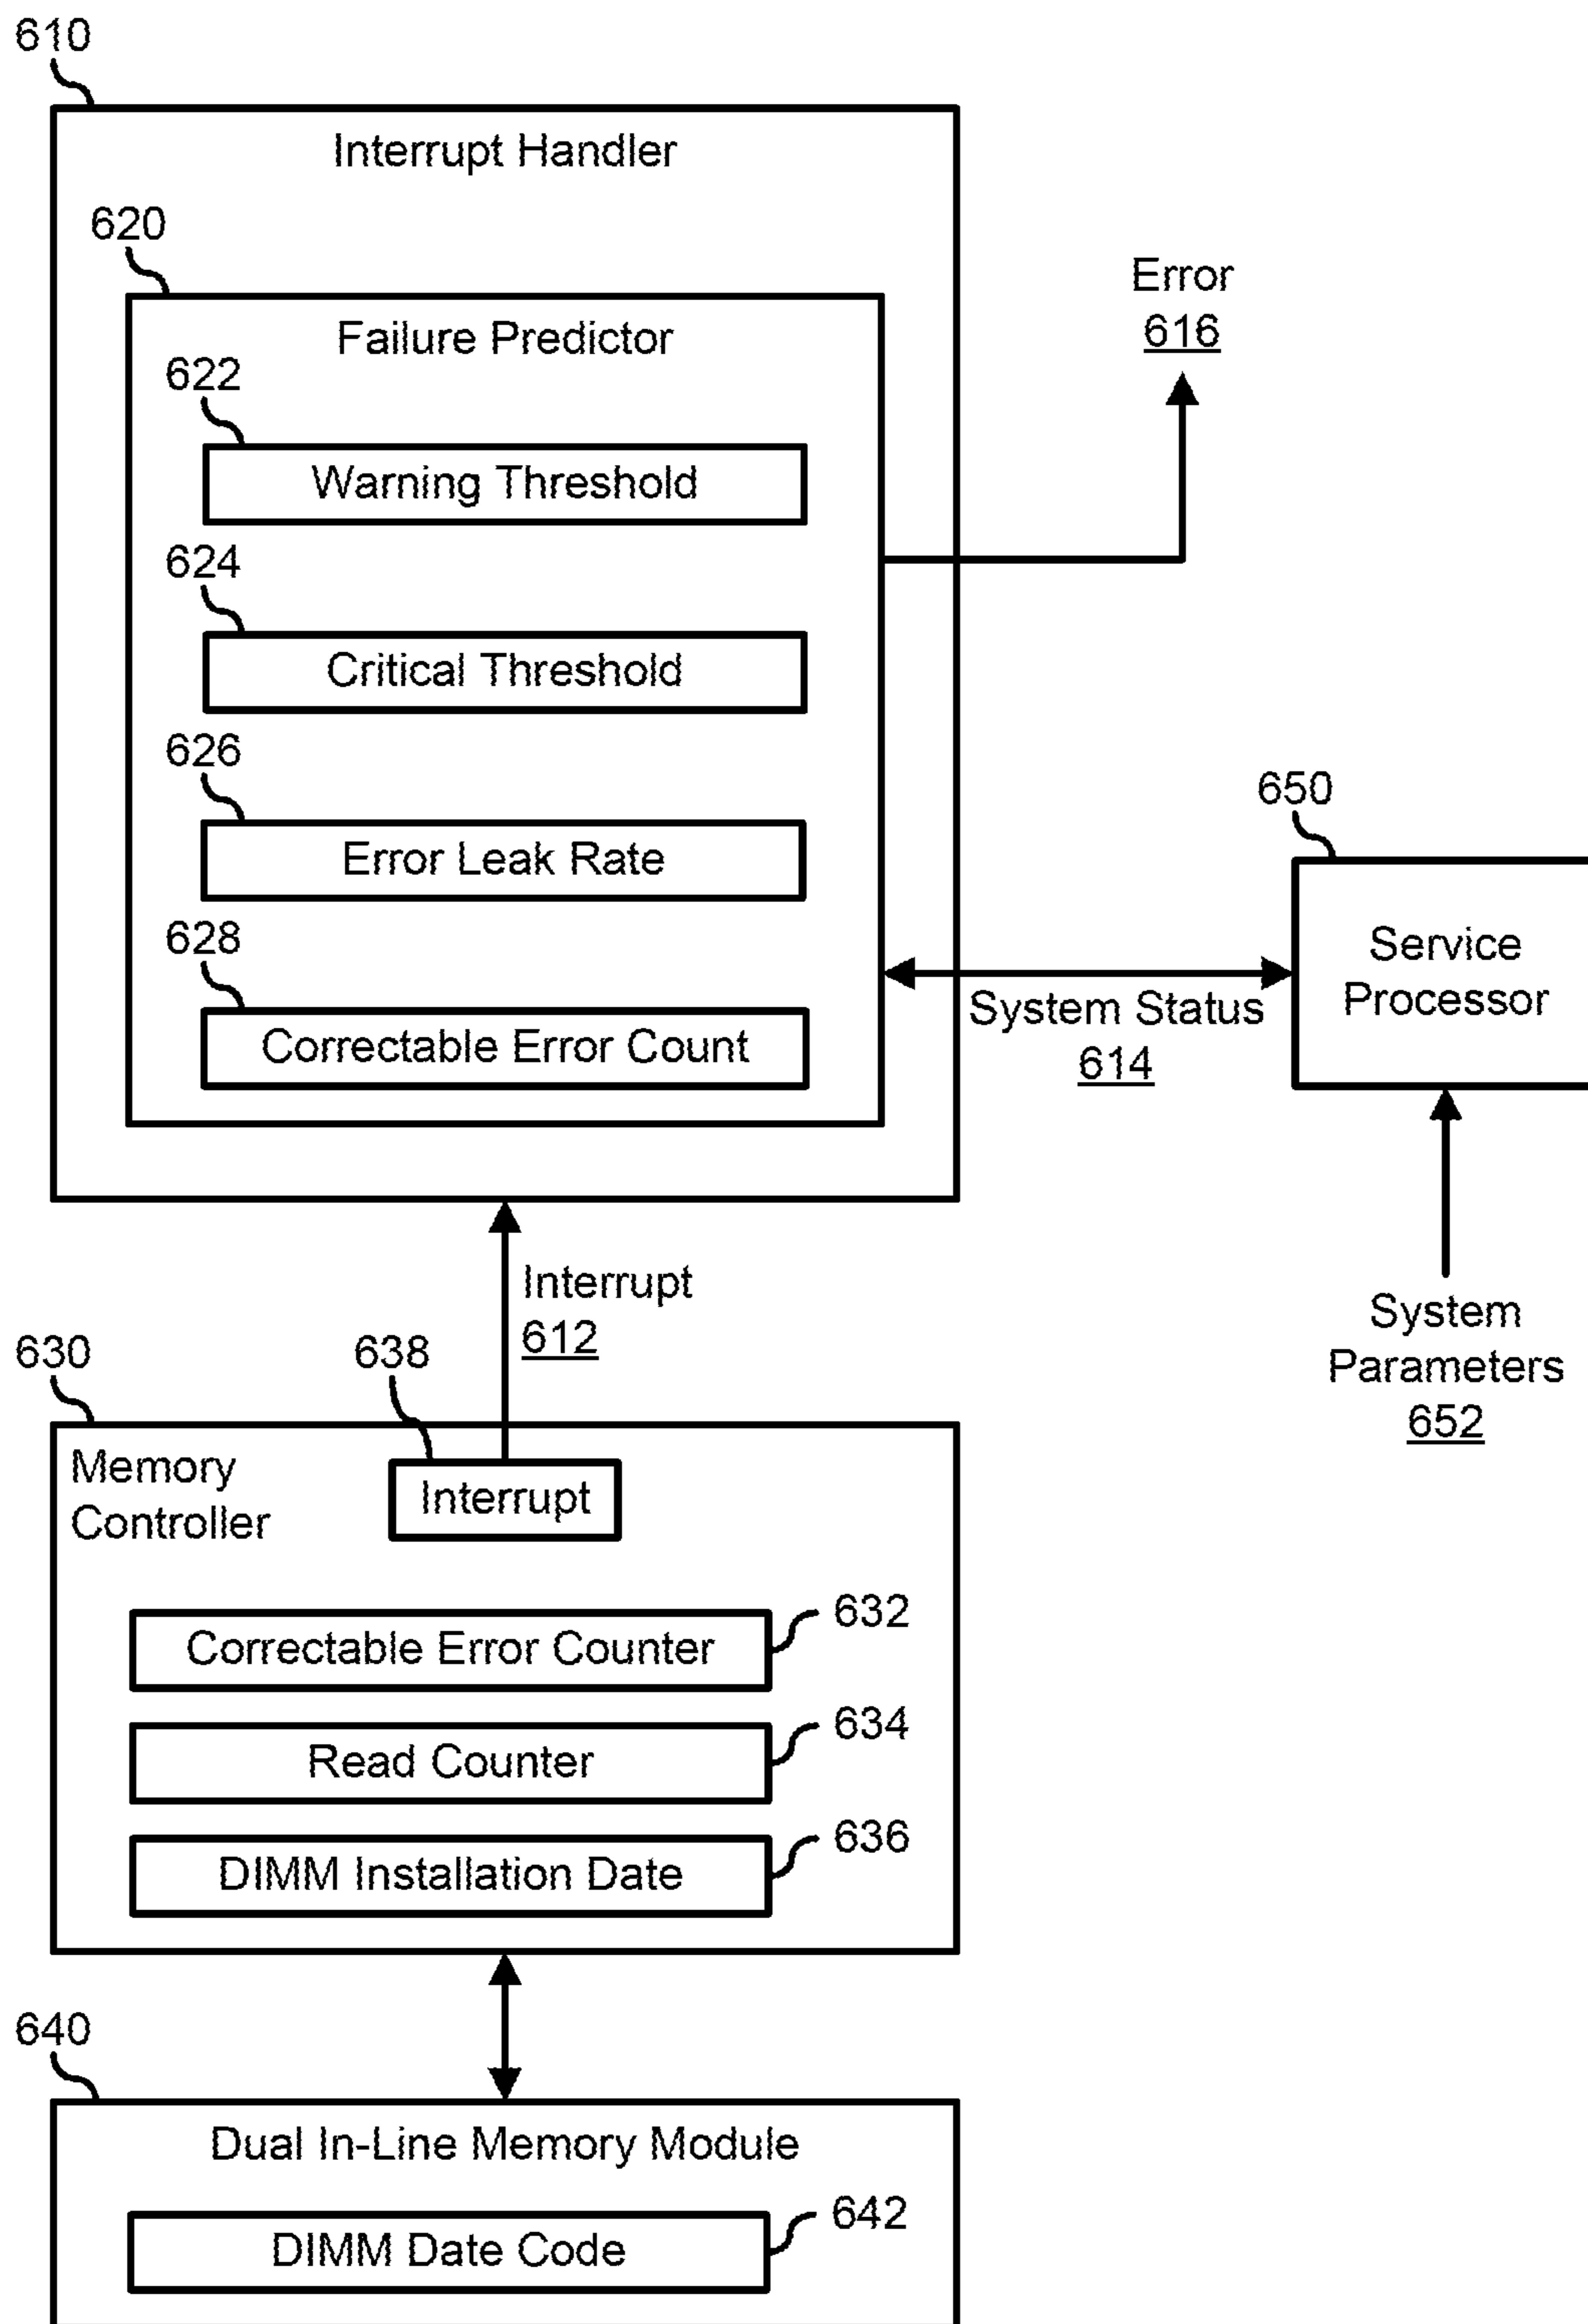 610
Interrupt Handler
620
Failure Predictor
622
Warning Threshold
624
Critical Threshold
626
Error Leak Rate
628
Correctable Error Count
Error
616
650
Service
Processor
System Status
614
System
Parameters
652
Interrupt
612
630
638
Memory
Controller
Interrupt
Correctable Error Counter
632
Read Counter
634
DIMM Installation Date
636
640
Dual In-Line Memory Module
DIMM Date Code
642